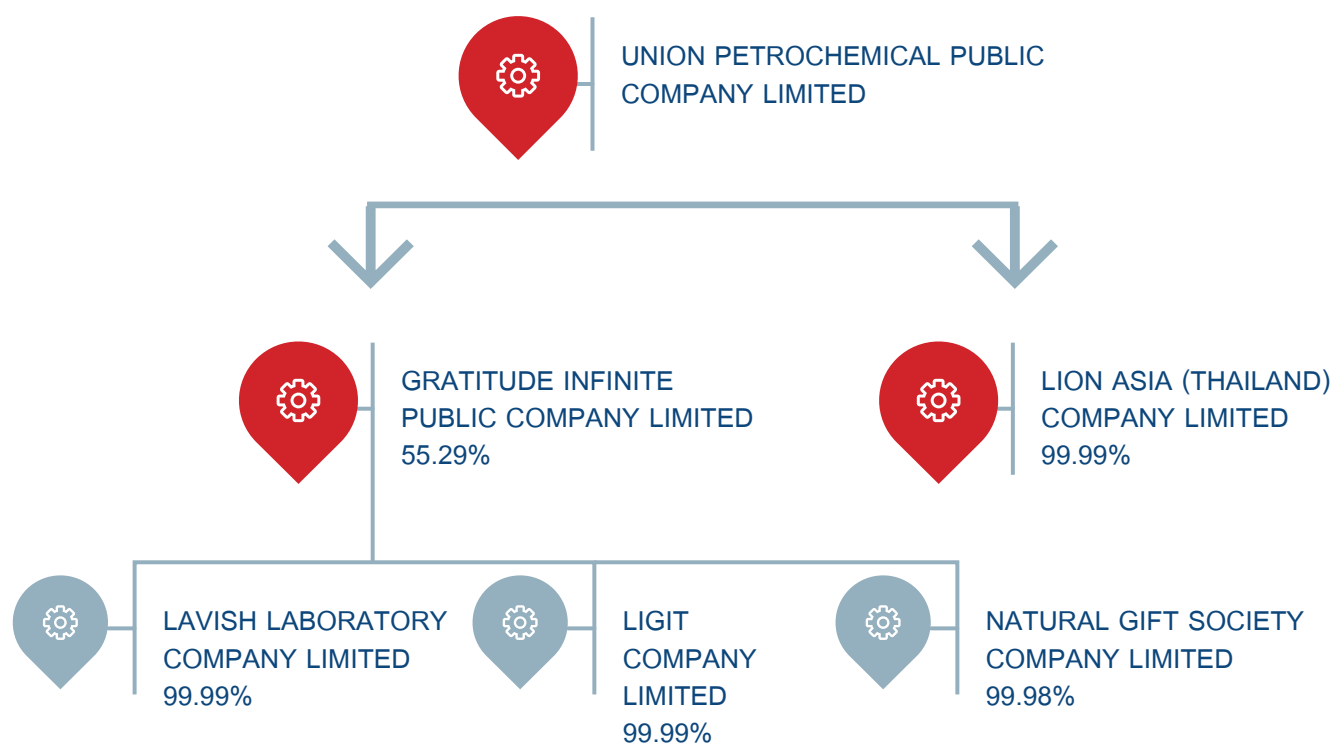 UNION PETROCHEMICAL PUBLIC
COMPANY LIMITED
GRATITUDE INFINITE
PUBLIC COMPANY LIMITED
55.29%
LION ASIA (THAILAND)
COMPANY LIMITED
99.99%
LAVISH LABORATORY
COMPANY LIMITED
99.99%
LIGIT
COMPANY
LIMITED
99.99%
NATURAL GIFT SOCIETY
COMPANY LIMITED
99.98%